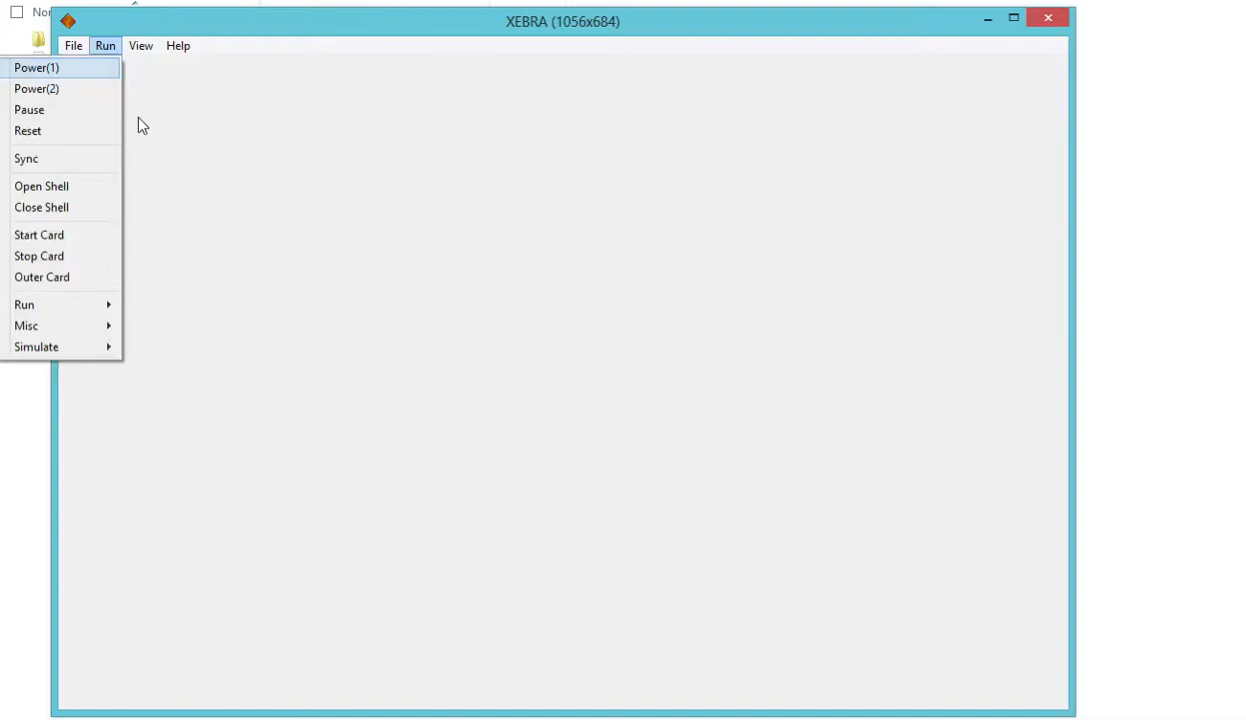 Nor
XEBRA (1056x684)
File Run View Help
Power(1)
Power(2)
Pause
Reset
Sync
Open Shell
Close Shell
Start Card
Stop Card
Outer Card
Run
Misc
Simulate